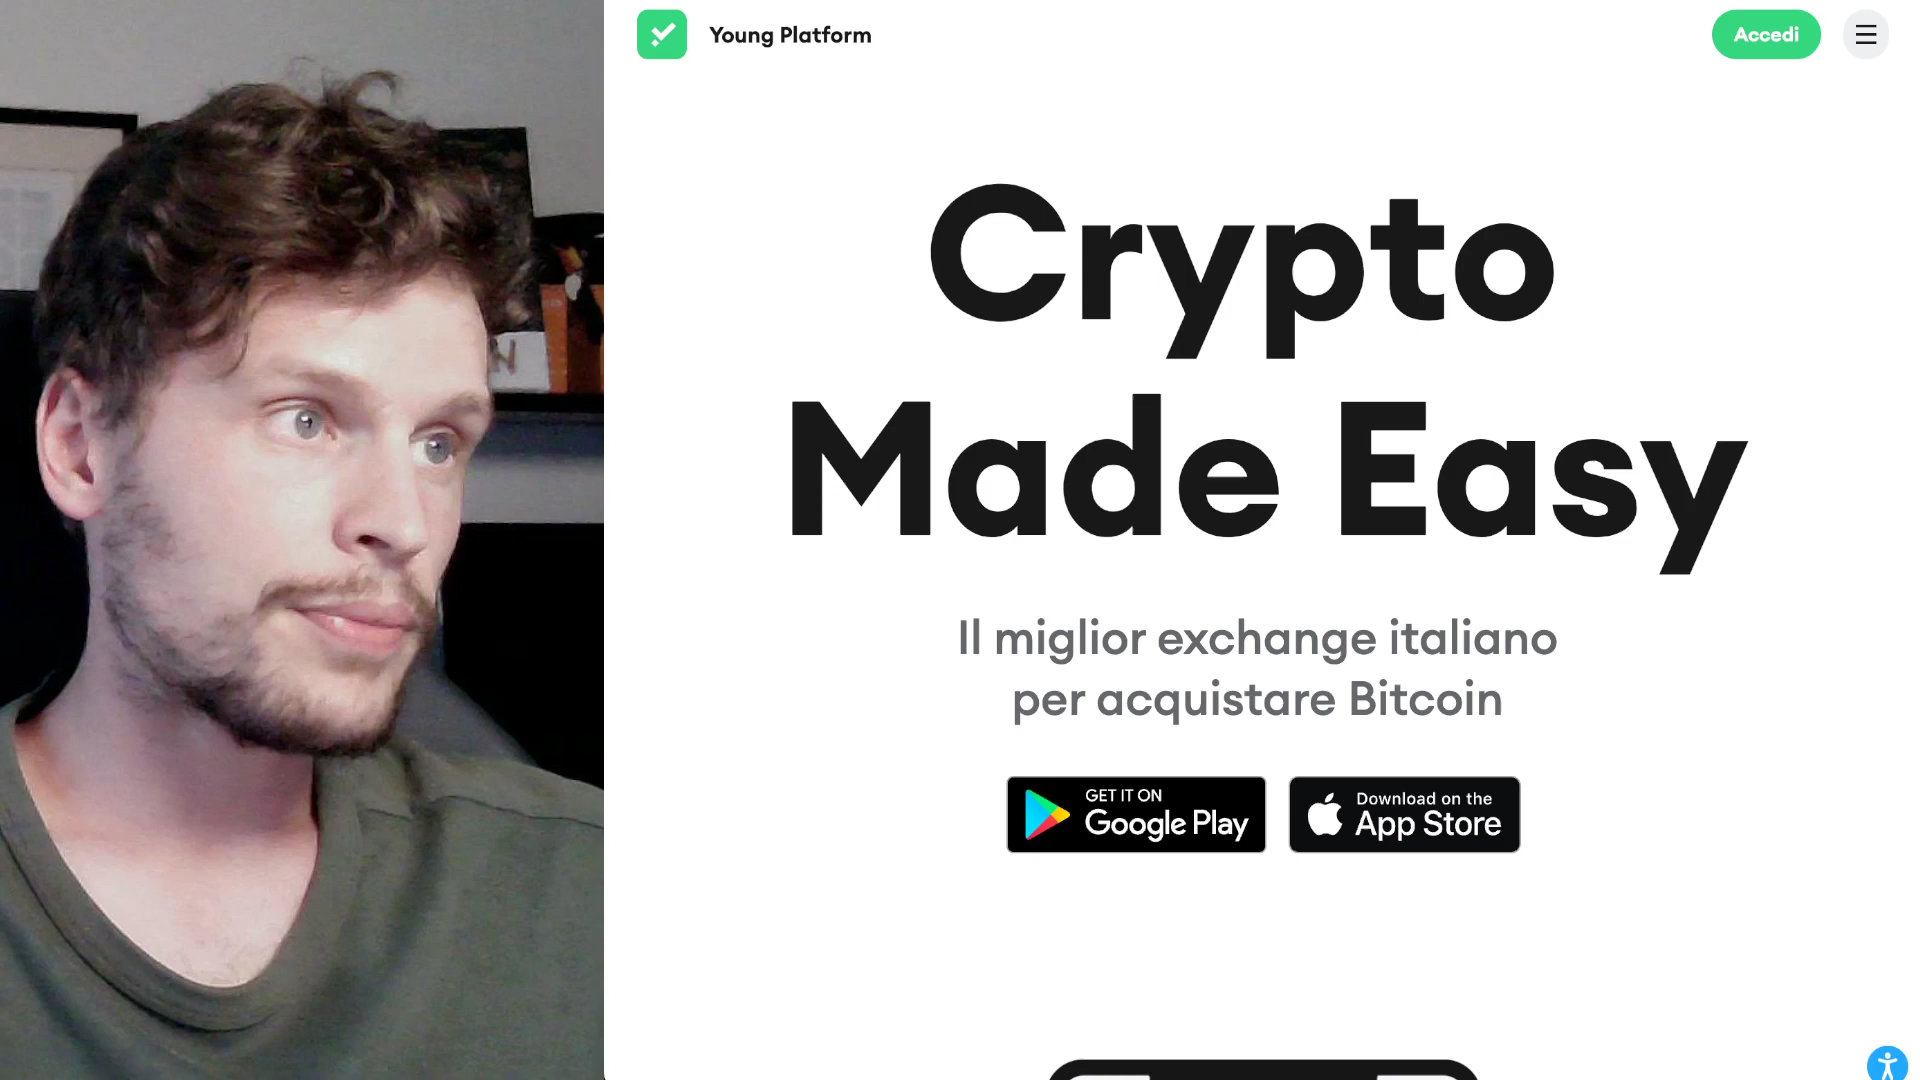 Young Platform
Accedi
Crypto
Made Easy
Il miglior exchange italiano
per acquistare Bitcoin
GET IT ON
Google Play
Download on the
App Store
N